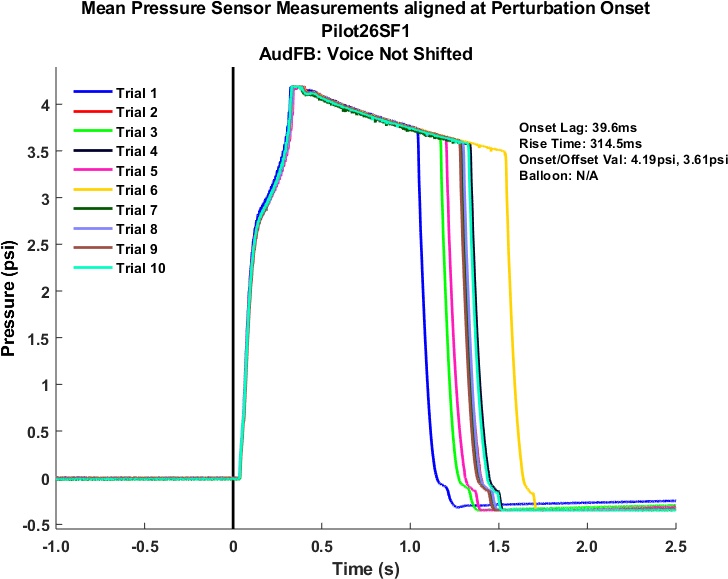 Mean Pressure Sensor Measurements aligned at Perturbation Onset
Pilot26SF1
AudFB: Voice Not Shifted
Pressure (psi)
4
3.5
3
2.5
2
1.5
1
0.5
0
-0.5
Trial 1
Trial 2
Trial 3
Trial 4
Trial 5
Trial 6
Trial 7
Trial 8
Trial 9
Trial 10
Onset Lag: 39.6ms
Rise Time: 314.5ms
Onset/Offset Val: 4.19psi, 3.61psi
Balloon: N/A
-1.0 -0.5 0 0.5 1.0 1.5 2.0 2.5
Time (s)